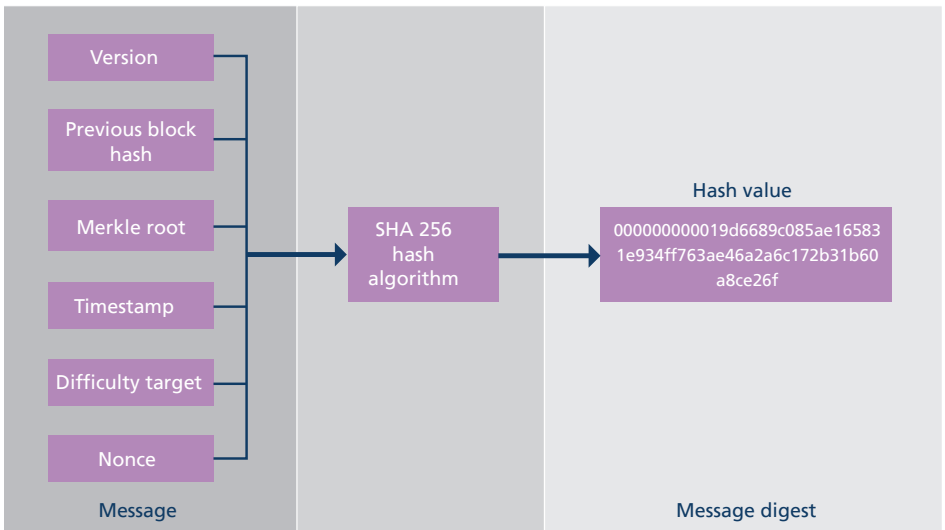 Version
Previous block
hash
Merkle root
Timestamp
Difficulty target
Nonce
Message
SHA 256
hash
algorithm
Hash value
000000000019d6689c085ae16583
1e934ff763ae46a2a6c172b31b60
a8ce26f
Message digest